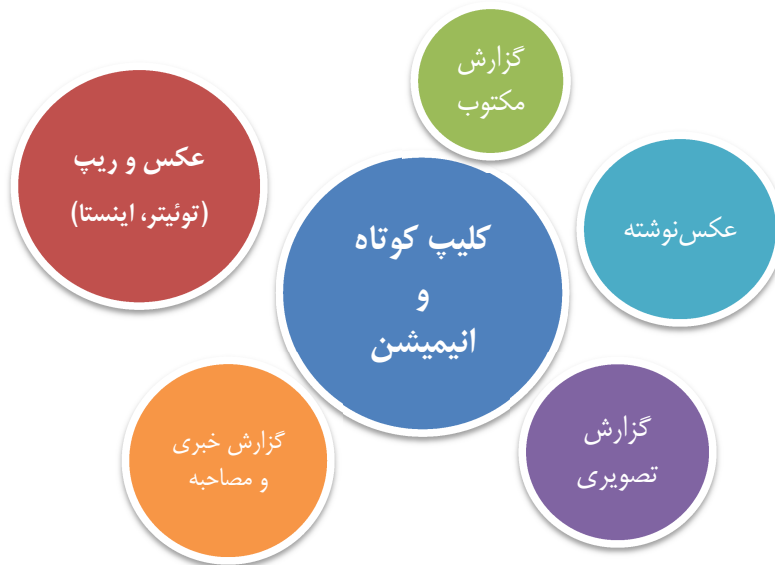 گزارش
مکتوب
عکس و ریپ
(توئیتر، اینستا)
عکس‌نوشته
کلیپ کوتاه
و
انیمیشن
گزارش
تصویری
گزارش خبری
و مصاحبه